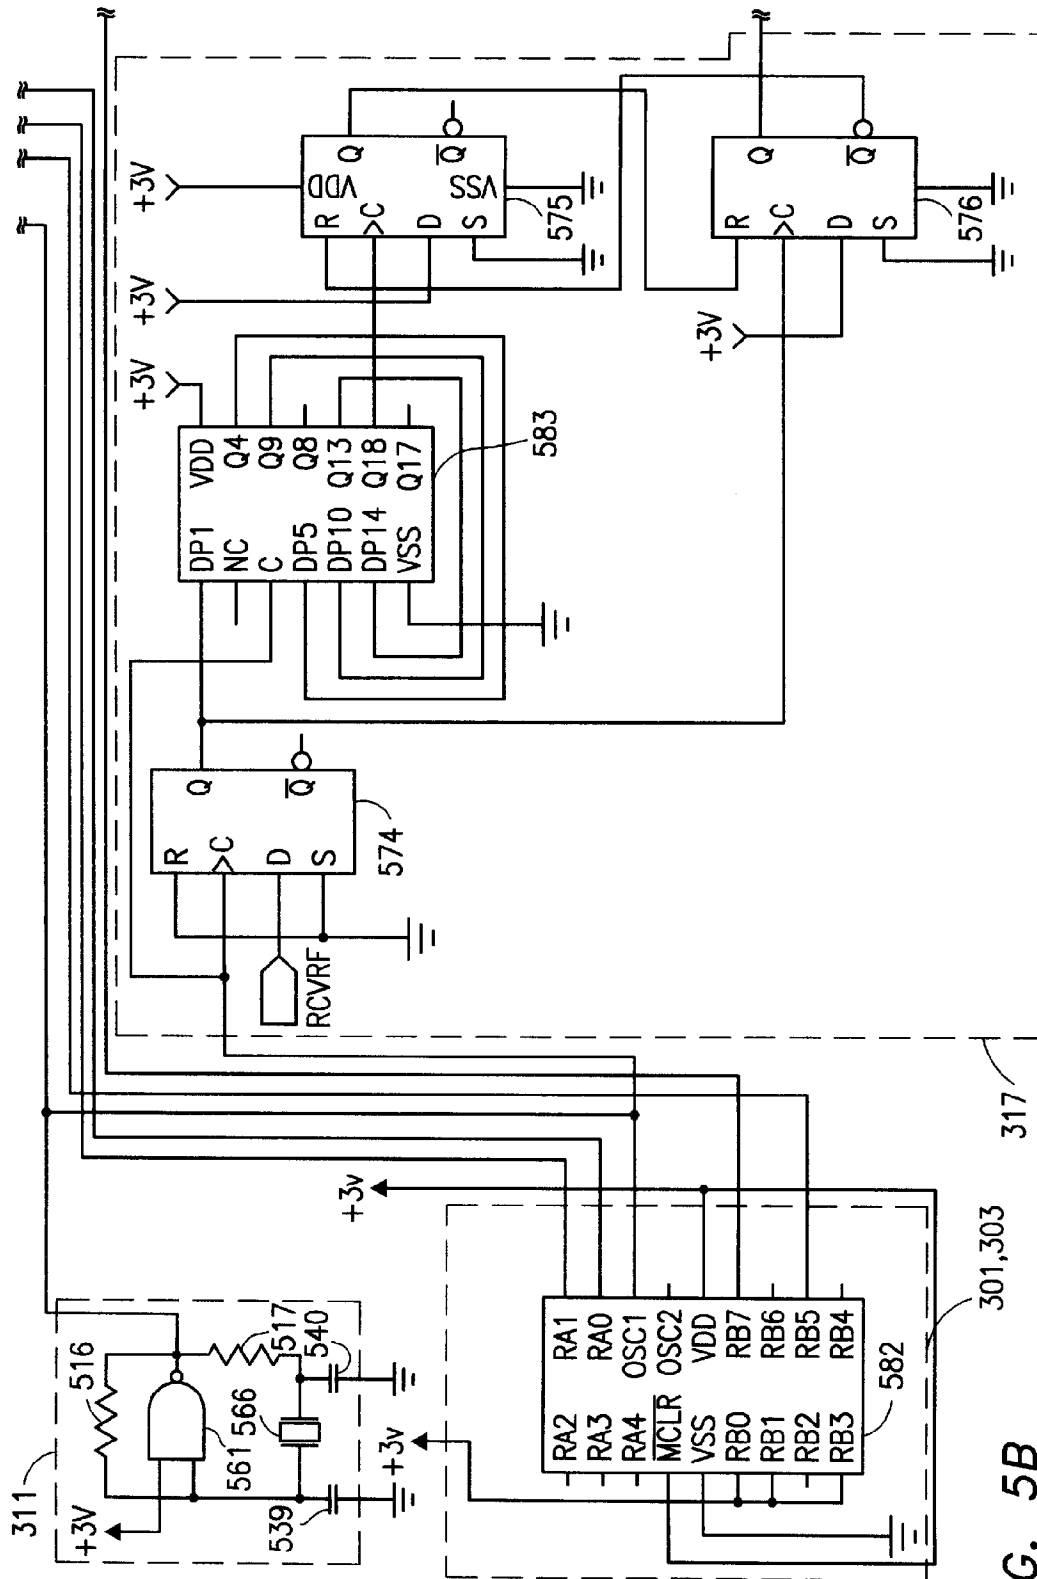 311
+3V
516
561
566
517
540
539
+3v
+3v
RA2
RA3
RA4
MCLR
VSS
RB0
RB1
RB2
RB3
RA1
RA0
OSC1
OSC2
VDD
RB7
RB6
RB5
RB4
582
301,303
317
RCVRF
R
C
D
S
Q
Q
574
DP1
NC
C
DP5
DP10
DP14
VSS
VDD
Q4
Q9
Q8
Q13
Q18
Q17
583
+3V
+3V
+3V
VDD
R
C
D
S
Q
Q
VSS
575
+3V
R
C
D
S
Q
Q
576
G. 5B